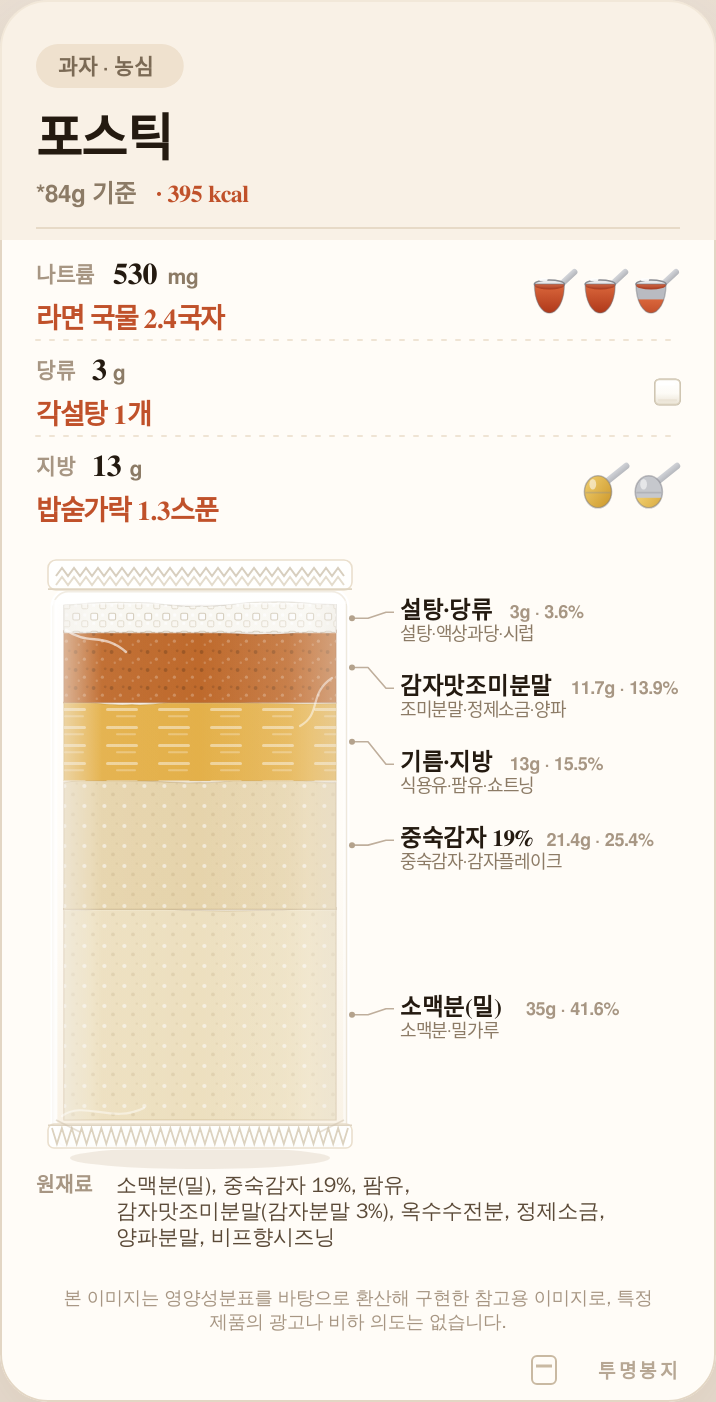 과자 · 농심
포스틱
*84g 기준 · 395 kcal
나트륨 530 mg
라면 국물 2.4국자
당류 3 g
각설탕 1개
지방 13 g
밥숟가락 1.3스푼
설탕·당류 3g · 3.6%
설탕·액상과당·시럽
감자맛조미분말 11.7g · 13.9%
조미분말·정제소금·양파
기름·지방 13g · 15.5%
식용유·팜유·쇼트닝
중숙감자 19% 21.4g · 25.4%
중숙감자·감자플레이크
소맥분(밀) 35g · 41.6%
소맥분·밀가루
원재료 소맥분(밀), 중숙감자 19%, 팜유,
감자맛조미분말(감자분말 3%), 옥수수전분, 정제소금,
양파분말, 비프향시즈닝
본 이미지는 영양성분표를 바탕으로 환산해 구현한 참고용 이미지로, 특정
제품의 광고나 비하 의도는 없습니다.
투명봉지